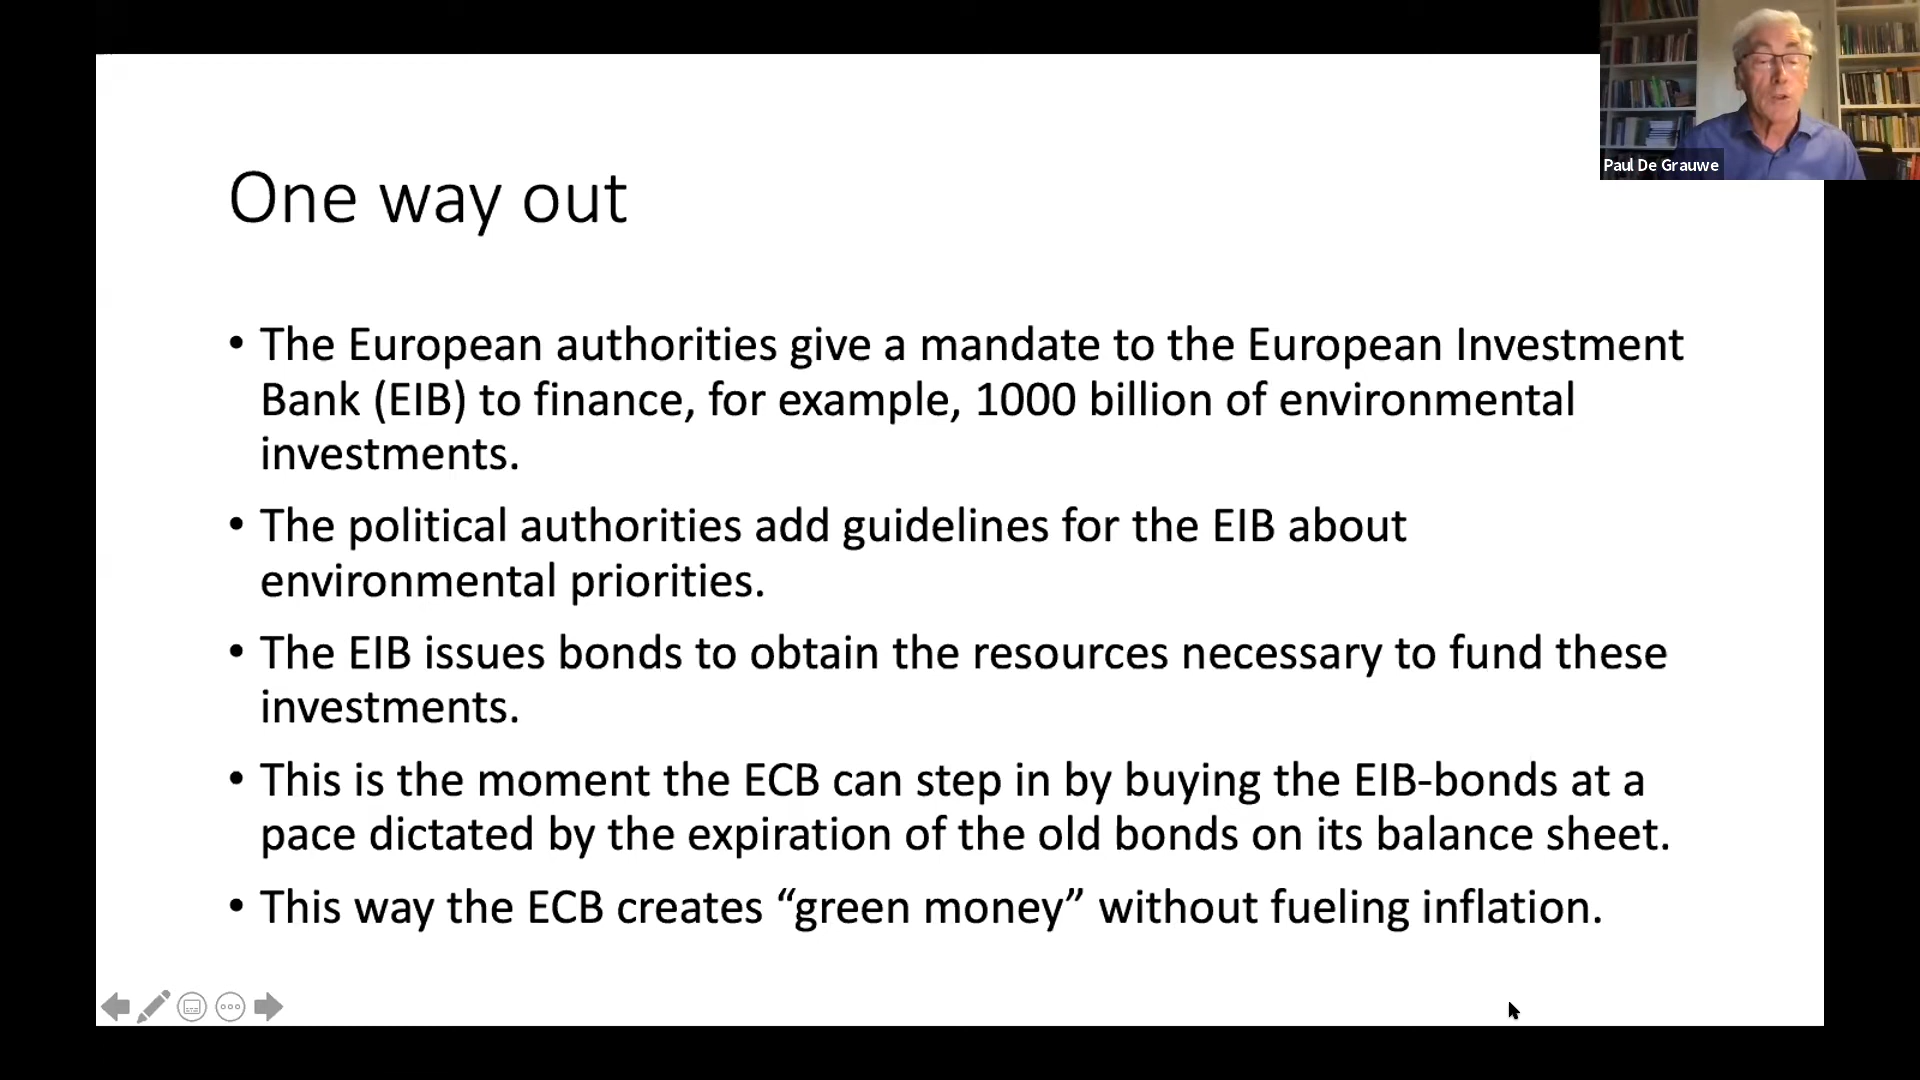 Paul De Grauwe
One way out
• The European authorities give a mandate to the European Investment
Bank (EIB) to finance, for example, 1000 billion of environmental
investments.
• The political authorities add guidelines for the EIB about
environmental priorities.
• The EIB issues bonds to obtain the resources necessary to fund these
investments.
• This is the moment the ECB can step in by buying the EIB-bonds at a
pace dictated by the expiration of the old bonds on its balance sheet.
• This way the ECB creates “green money” without fueling inflation.